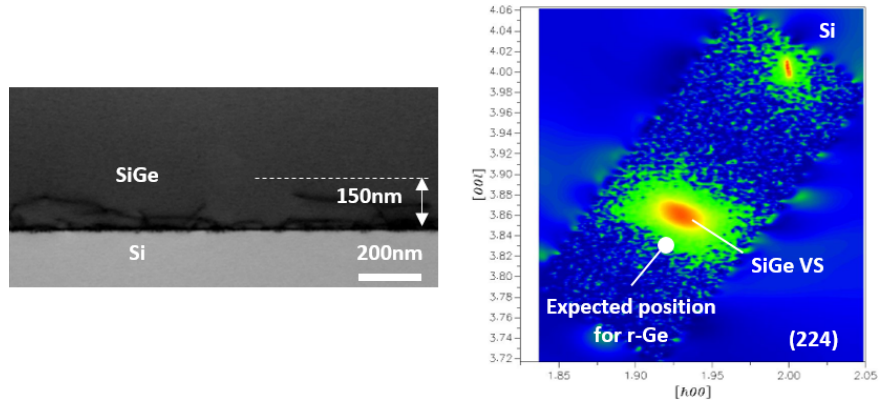 SiGe
150nm
Si
200nm
4.06
4.04
4.02
4.00
3.98
3.96
3.94
3.92
3.90
3.88
3.86
3.84
3.82
3.80
3.78
3.76
3.74
3.72
[00l]
Si
SiGe VS
Expected position
for r-Ge
(224)
1.85
1.90
1.95
2.00
2.05
[h00]